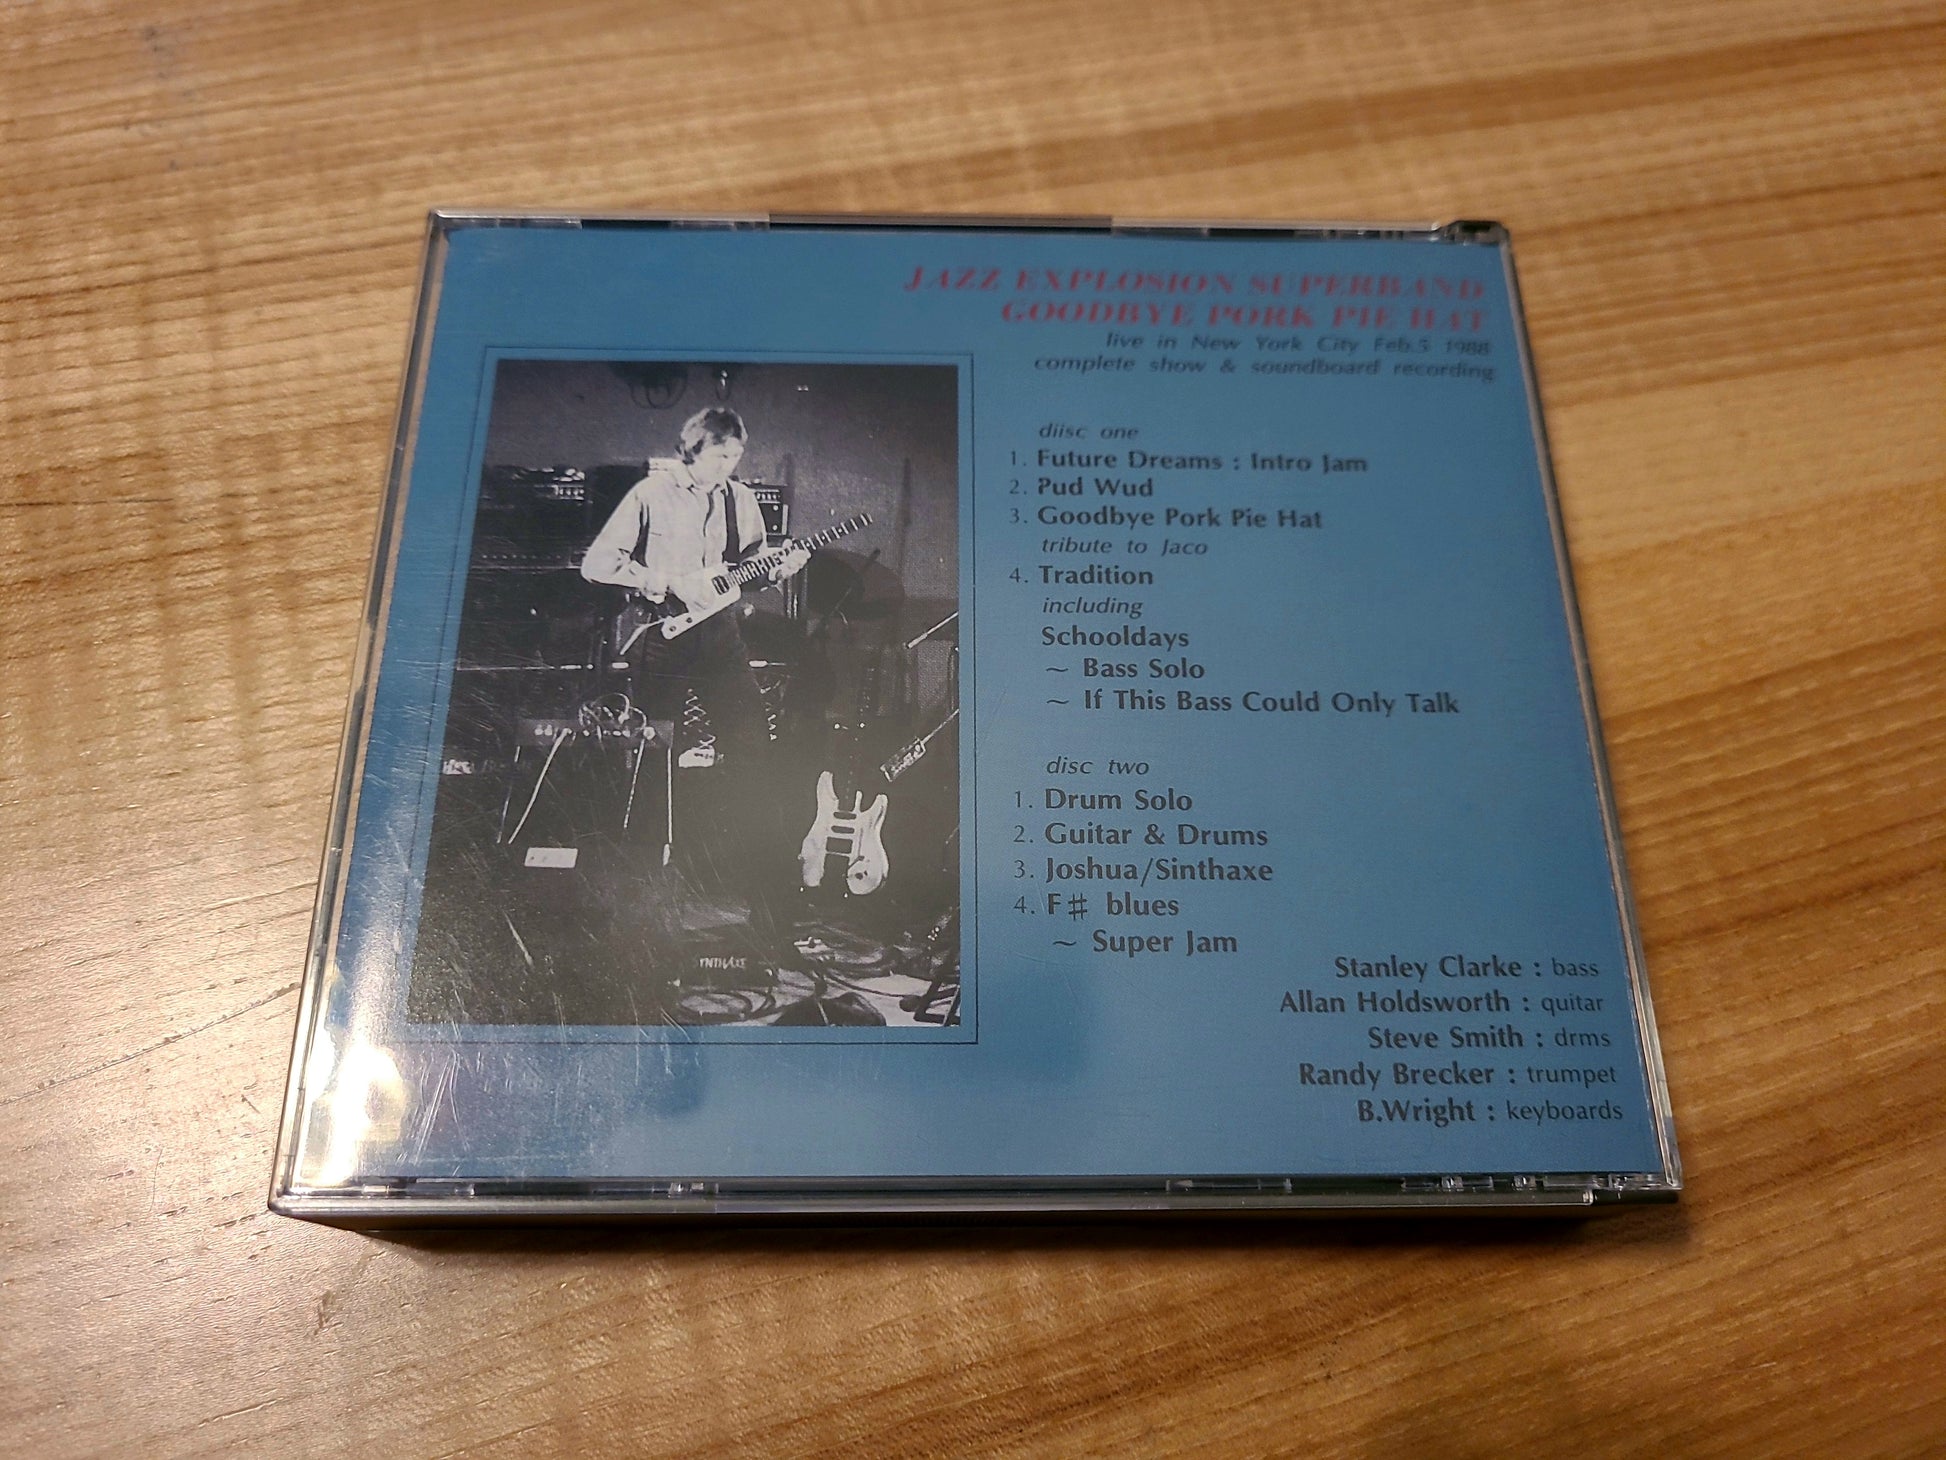 JAZZ EXPLOSION SUPERBAND
GOODBYE PORK PIE HAT
live in New York City Feb.5 1988
complete show & soundboard recording
diisc one
1. Future Dreams : Intro Jam
2. Pud Wud
3. Goodbye Pork Pie Hat
tribute to Jaco
4. Tradition
including
Schooldays
~ Bass Solo
~ If This Bass Could Only Talk
disc two
1. Drum Solo
2. Guitar & Drums
3. Joshua/Sinthaxe
4. F♯ blues
~ Super Jam
Stanley Clarke : bass
Allan Holdsworth : quitar
Steve Smith : drms
Randy Brecker : trumpet
B.Wright : keyboards
YNTHAXE